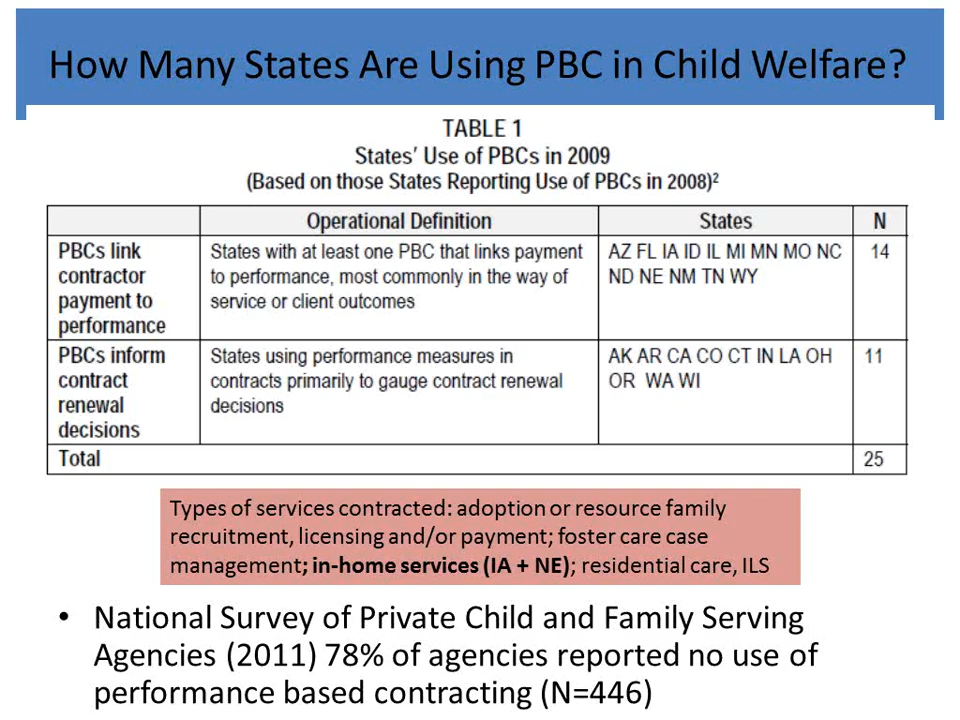 How Many States Are Using PBC in Child Welfare?
TABLE 1
States' Use of PBCs in 2009
(Based on those States Reporting Use of PBCs in 2008)²
Operational Definition States N
PBCs link contractor payment to performance
States with at least one PBC that links payment
to performance, most commonly in the way of
service or client outcomes
AZ FL IA ID IL MI MN MO NC
ND NE NM TN WY
14
PBCs inform contract renewal decisions
States using performance measures in
contracts primarily to gauge contract renewal
decisions
AK AR CA CO CT IN LA OH
OR WA WI
11
Total 25
Types of services contracted: adoption or resource family
recruitment, licensing and/or payment; foster care case
management; in-home services (IA + NE); residential care, ILS
• National Survey of Private Child and Family Serving
Agencies (2011) 78% of agencies reported no use of
performance based contracting (N=446)